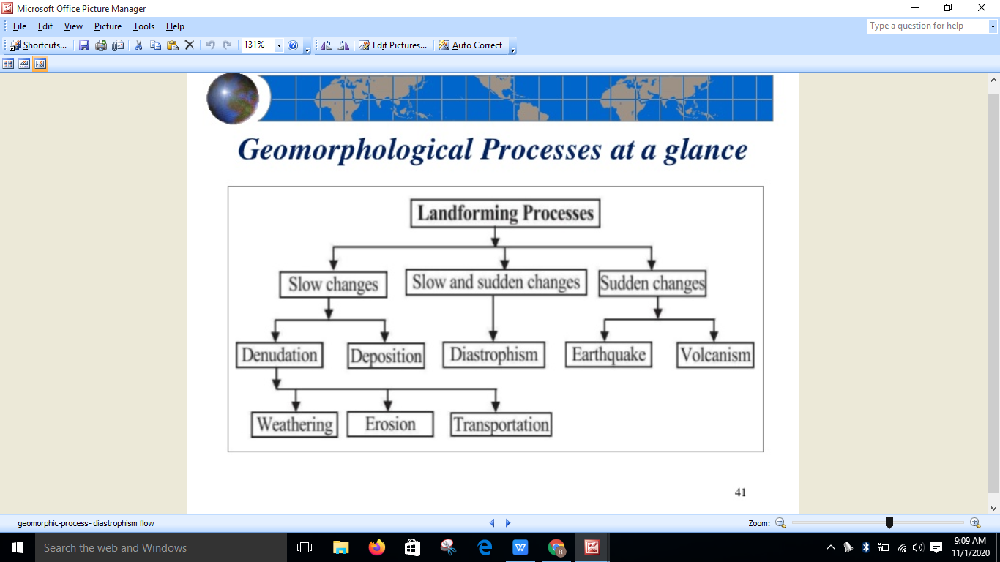 Microsoft Office Picture Manager
File Edit View Picture Tools Help
Type a question for help
Shortcuts...
131%
Edit Pictures...
Auto Correct
Geomorphological Processes at a glance
Landforming Processes
Slow changes
Slow and sudden changes
Sudden changes
Denudation
Deposition
Diastrophism
Earthquake
Volcanism
Weathering
Erosion
Transportation
41
geomorphic-process- diastrophism flow
Zoom:
Search the web and Windows
9:09 AM
11/1/2020